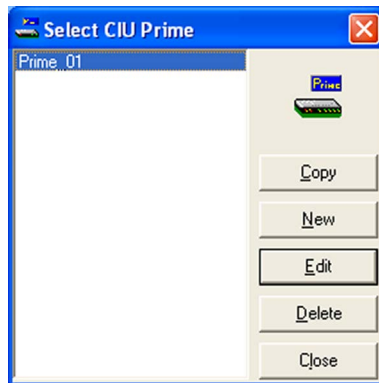 Select CIU Prime
Prime_01
Prime
Copy
New
Edit
Delete
Close